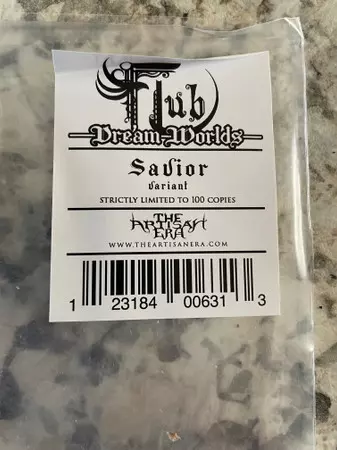 Flub
Dream Worlds
Savior
variant
STRICTLY LIMITED TO 100 COPIES
THE
ARTISAN
ERA
WWW.THEARTISANERA.COM
1 23184 00631 3